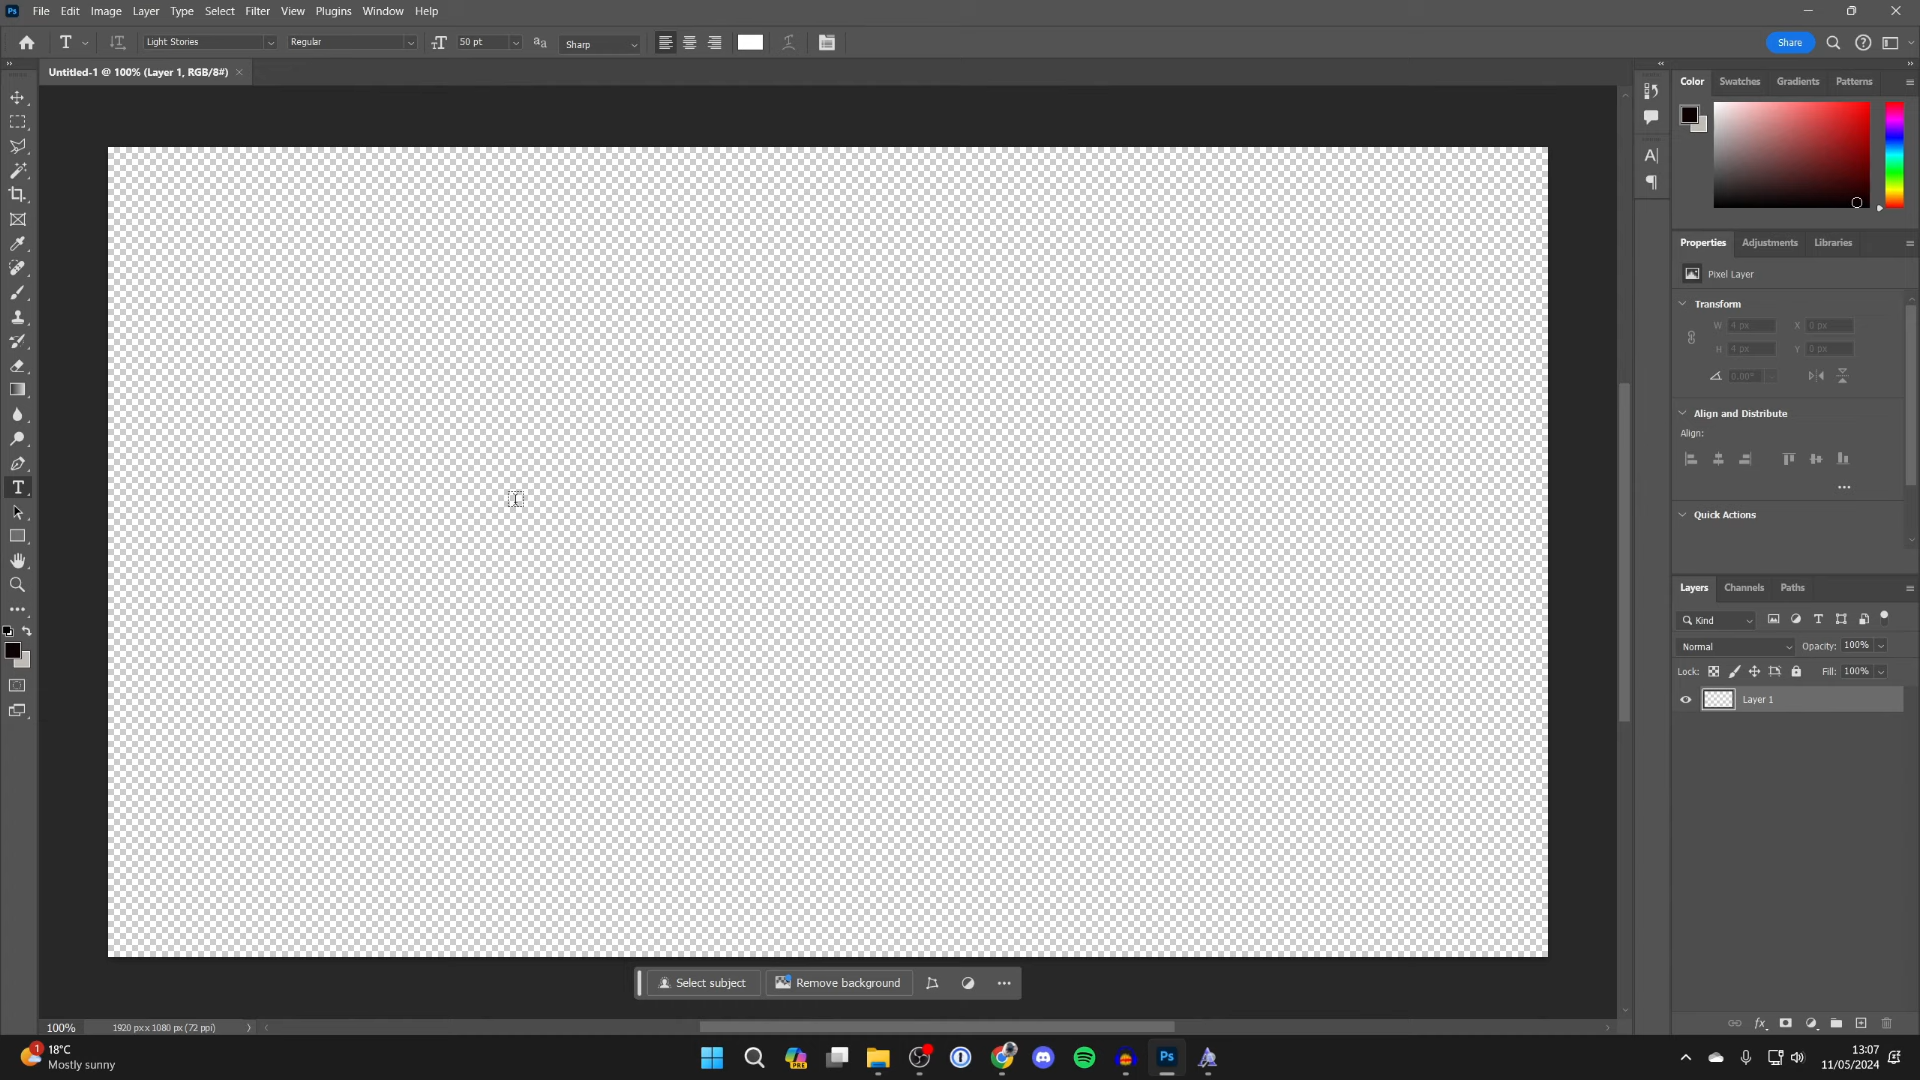 Ps File Edit Image Layer Type Select Filter View Plugins Window Help
T Light Stories Regular 50 pt Sharp Share
Untitled-1 @ 100% (Layer 1, RGB/8#) ×
Color Swatches Gradients Patterns
Properties Adjustments Libraries
Pixel Layer
Transform
W 4 px X 0 px
H 4 px Y 0 px
0.00°
Align and Distribute
Align:
Quick Actions
Layers Channels Paths
Kind
Normal Opacity: 100%
Lock: Fill: 100%
Layer 1
Select subject Remove background
100% 1920 px x 1080 px (72 ppi)
1 18°C
Mostly sunny
PRE
Ps
13:07
11/05/2024